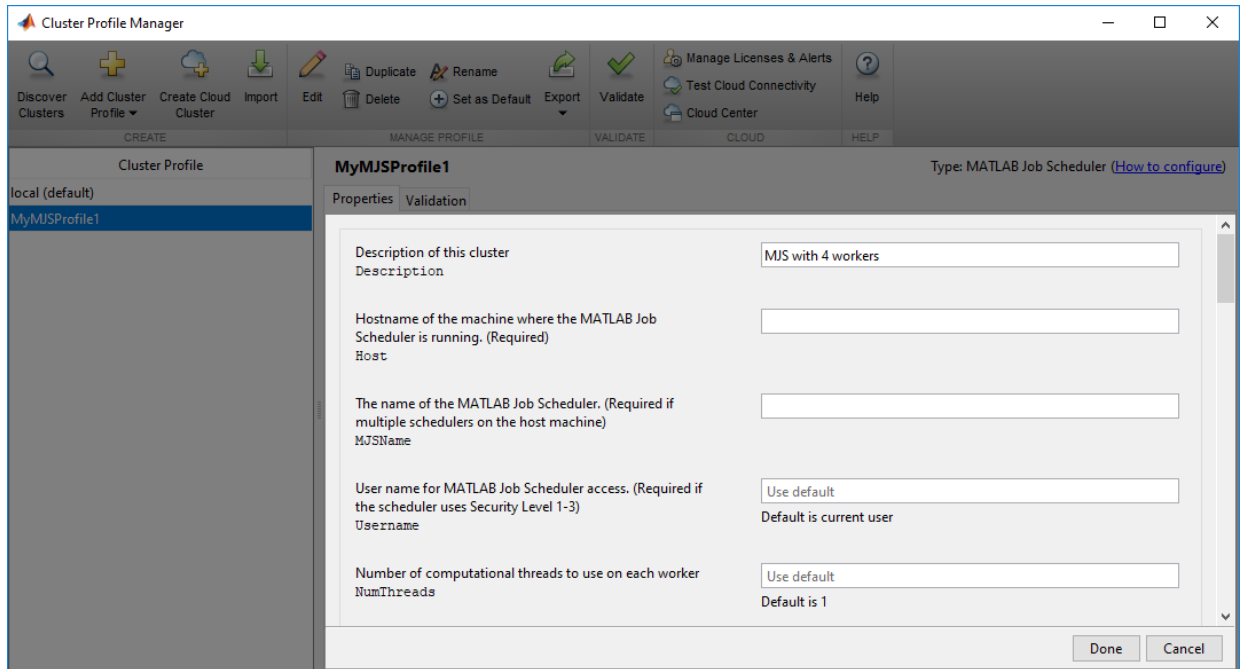 Cluster Profile Manager
Discover Clusters
Add Cluster Profile
Create Cloud Cluster
Import
Edit
Duplicate
Delete
Rename
Set as Default
Export
Validate
Manage Licenses & Alerts
Test Cloud Connectivity
Cloud Center
Help
CREATE
MANAGE PROFILE
VALIDATE
CLOUD
HELP
Cluster Profile
local (default)
MyMJSProfile1
MyMJSProfile1
Type: MATLAB Job Scheduler (How to configure)
Properties Validation
Description of this cluster
Description
MJS with 4 workers
Hostname of the machine where the MATLAB Job
Scheduler is running. (Required)
Host
The name of the MATLAB Job Scheduler. (Required if
multiple schedulers on the host machine)
MJSName
User name for MATLAB Job Scheduler access. (Required if
the scheduler uses Security Level 1-3)
Username
Use default
Default is current user
Number of computational threads to use on each worker
NumThreads
Use default
Default is 1
Done Cancel